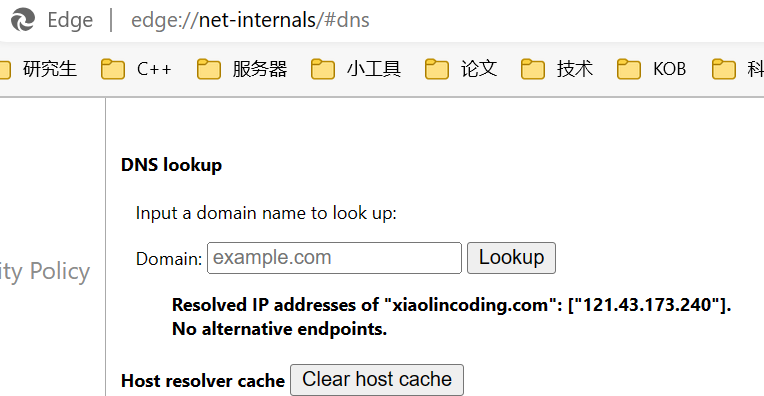 Edge | edge://net-internals/#dns
研究生 C++ 服务器 小工具 论文 技术 KOB 科
DNS lookup
Input a domain name to look up:
Domain: example.com Lookup
ity Policy
Resolved IP addresses of "xiaolincoding.com": ["121.43.173.240"].
No alternative endpoints.
Host resolver cache Clear host cache